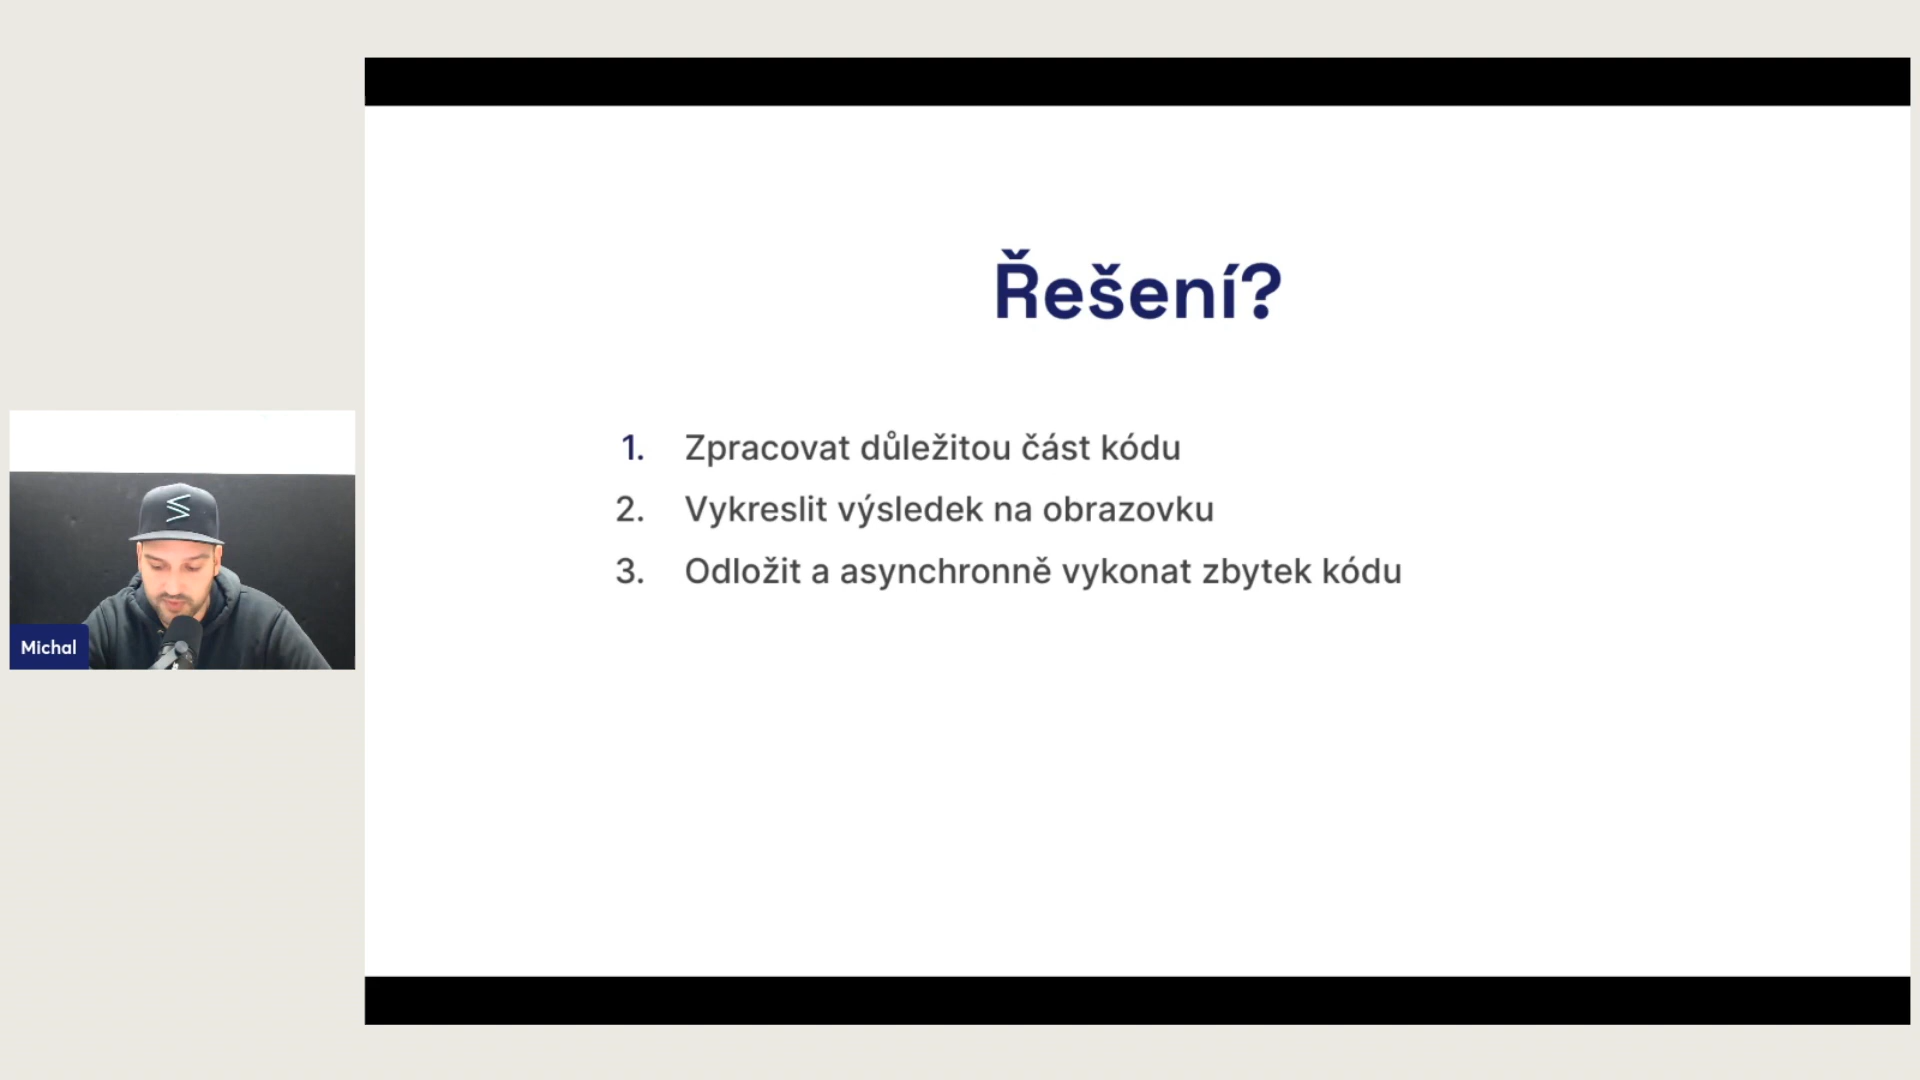 Řešení?
1. Zpracovat důležitou část kódu
2. Vykreslit výsledek na obrazovku
3. Odložit a asynchronně vykonat zbytek kódu
Michal